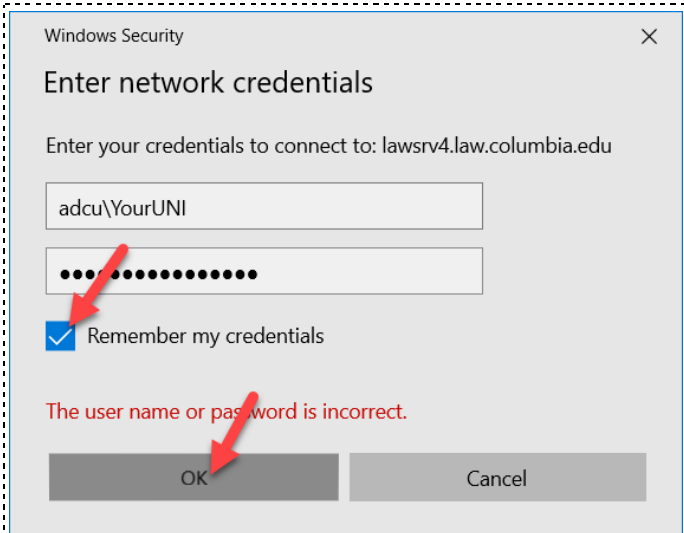 Windows Security
Enter network credentials
Enter your credentials to connect to: lawsrv4.law.columbia.edu
adcu\YourUNI
●●●●●●●●●●●●●●●●
Remember my credentials
The user name or password is incorrect.
OK
Cancel